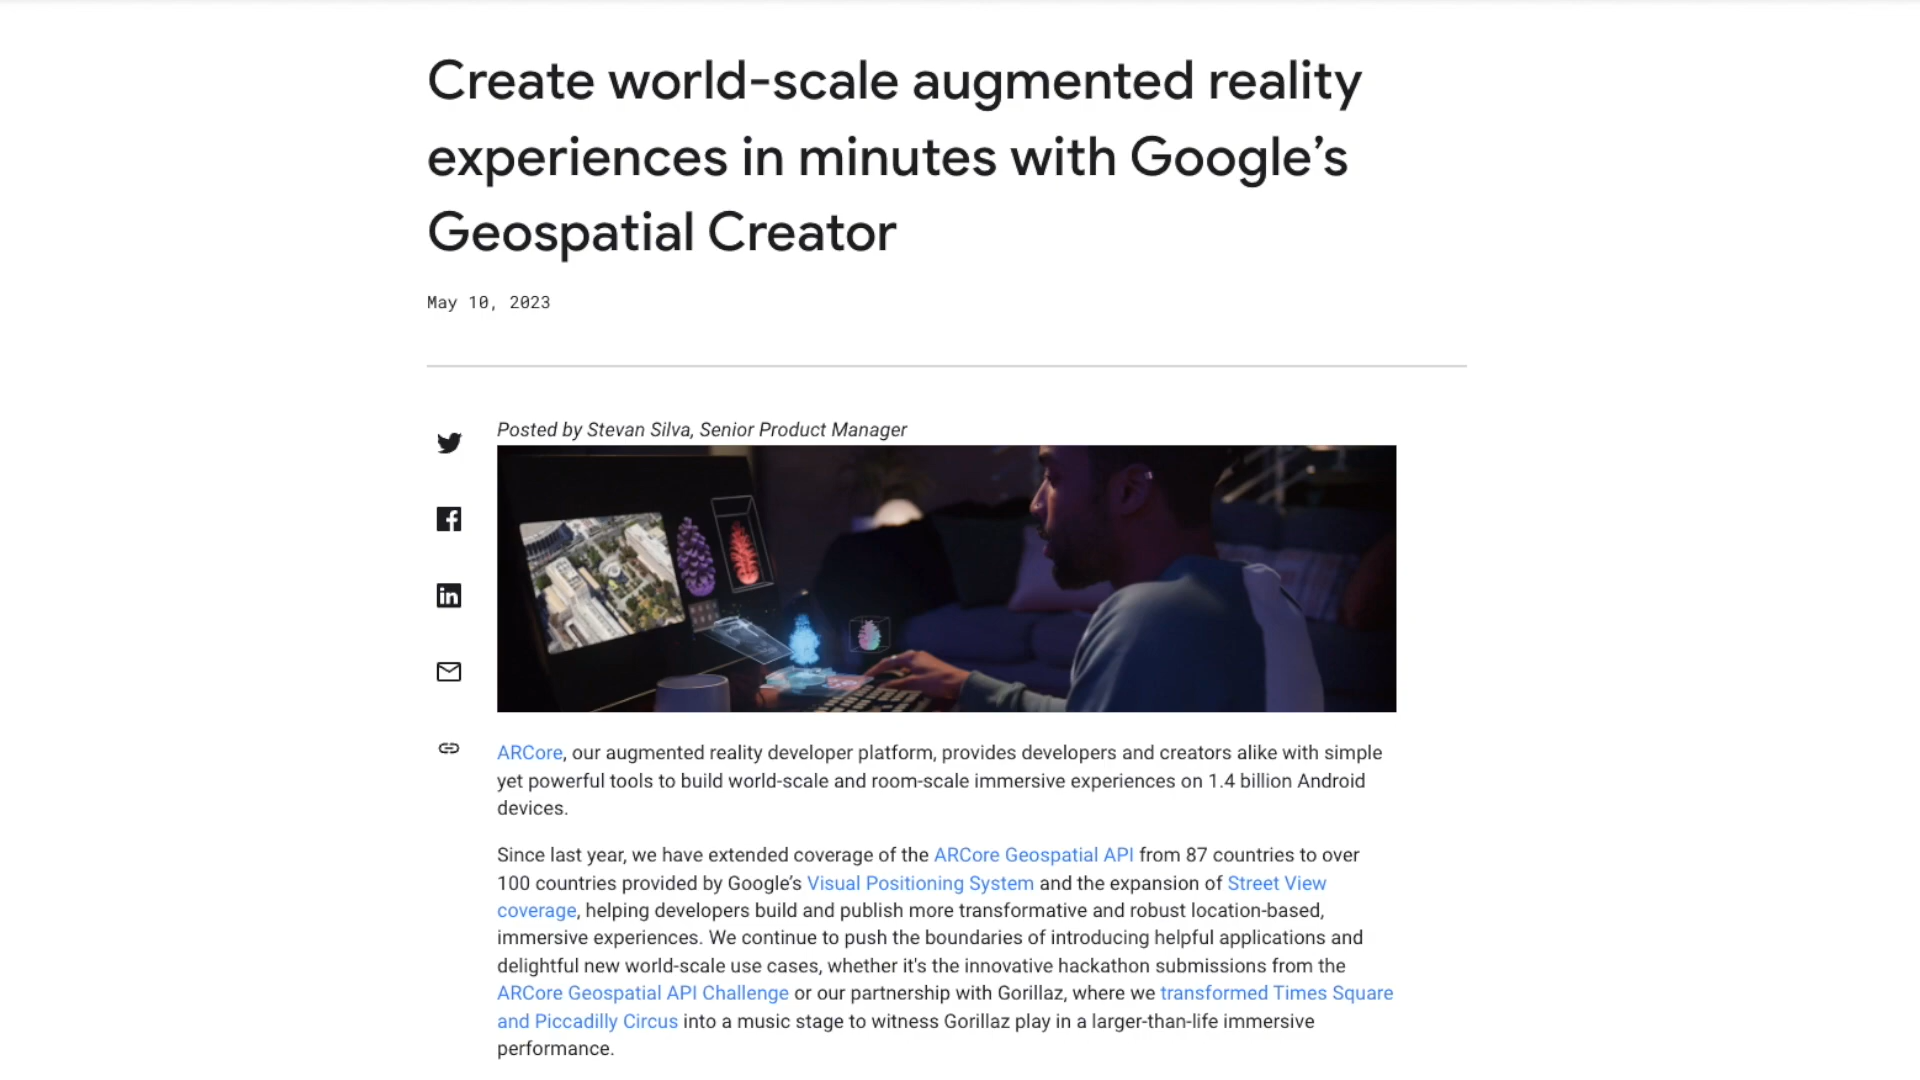 Create world-scale augmented reality
experiences in minutes with Google’s
Geospatial Creator
May 10, 2023
Posted by Stevan Silva, Senior Product Manager
ARCore, our augmented reality developer platform, provides developers and creators alike with simple
yet powerful tools to build world-scale and room-scale immersive experiences on 1.4 billion Android
devices.
Since last year, we have extended coverage of the ARCore Geospatial API from 87 countries to over
100 countries provided by Google’s Visual Positioning System and the expansion of Street View
coverage, helping developers build and publish more transformative and robust location-based,
immersive experiences. We continue to push the boundaries of introducing helpful applications and
delightful new world-scale use cases, whether it's the innovative hackathon submissions from the
ARCore Geospatial API Challenge or our partnership with Gorillaz, where we transformed Times Square
and Piccadilly Circus into a music stage to witness Gorillaz play in a larger-than-life immersive
performance.